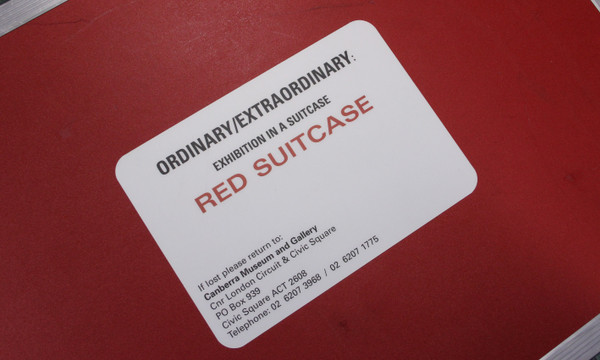 ORDINARY/EXTRAORDINARY:
EXHIBITION IN A SUITCASE
RED SUITCASE
If lost please return to:
Canberra Museum and Gallery
Cnr London Circuit & Civic Square
PO Box 939
Civic Square ACT 2608
Telephone: 02 6207 3968 / 02 6207 1775